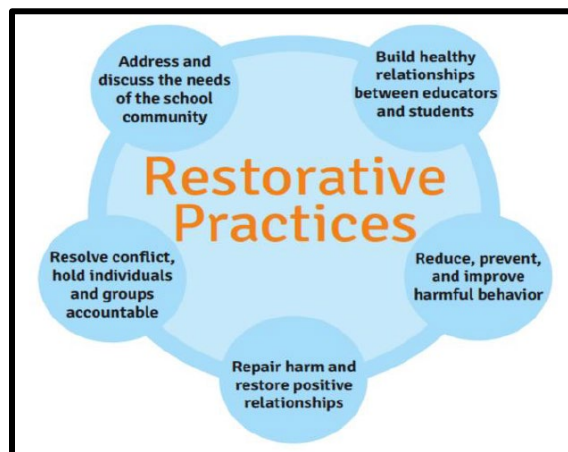 Address and
discuss the needs
of the school
community
Build healthy
relationships
between educators
and students
Restorative
Practices
Resolve conflict,
hold individuals
and groups
accountable
Reduce, prevent,
and improve
harmful behavior
Repair harm and
restore positive
relationships